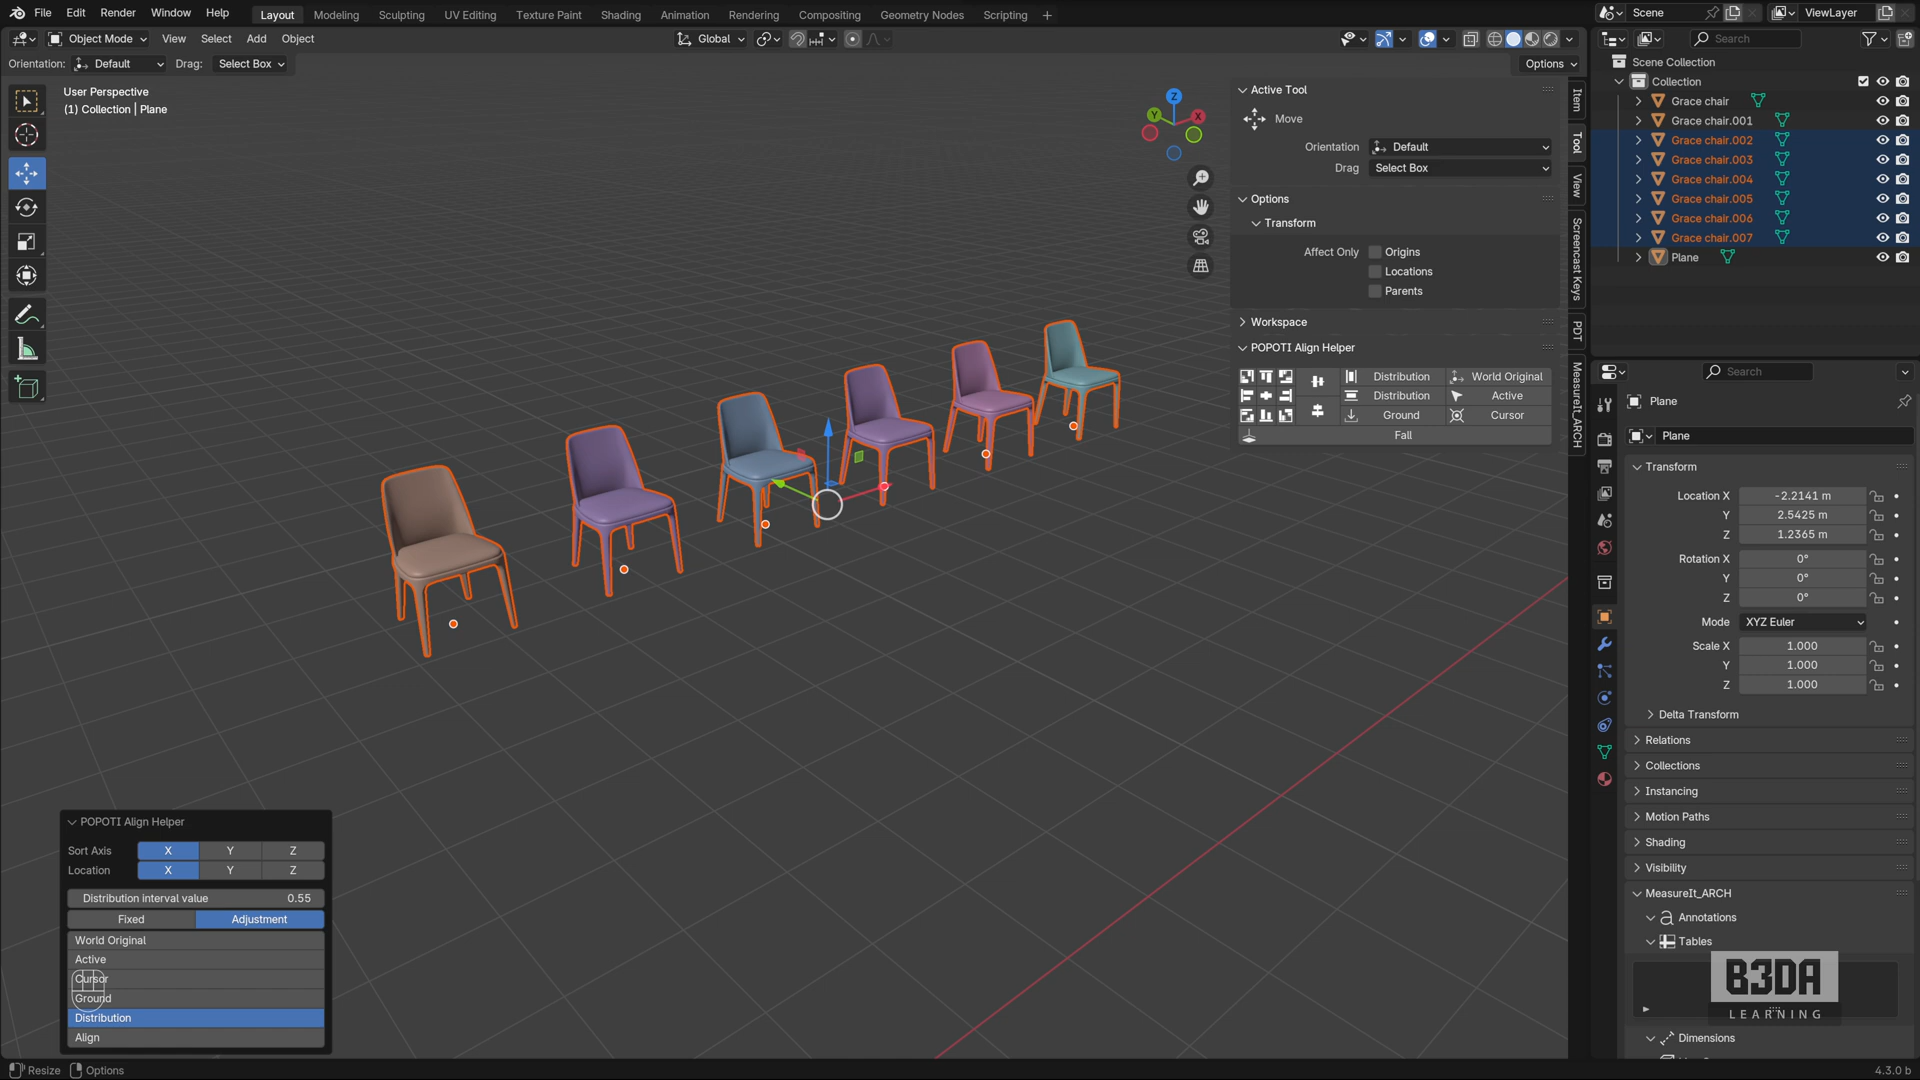 File Edit Render Window Help
Layout Modeling Sculpting UV Editing Texture Paint Shading Animation Rendering Compositing Geometry Nodes Scripting +
Scene
ViewLayer
Object Mode View Select Add Object
Global
Search
Orientation: Default Drag: Select Box
Options
User Perspective
(1) Collection | Plane
Z
Y
X
Active Tool
Move
Orientation Default
Drag Select Box
Options
Transform
Affect Only Origins
Locations
Parents
Workspace
POPOTI Align Helper
Distribution World Original
Distribution Active
Ground Cursor
Fall
Item
Tool
View
Screencast Keys
PDT
MeasureIt_ARCH
Scene Collection
Collection
Grace chair
Grace chair.001
Grace chair.002
Grace chair.003
Grace chair.004
Grace chair.005
Grace chair.006
Grace chair.007
Plane
Search
Plane
Plane
Transform
Location X -2.2141 m
Y 2.5425 m
Z 1.2365 m
Rotation X 0°
Y 0°
Z 0°
Mode XYZ Euler
Scale X 1.000
Y 1.000
Z 1.000
Delta Transform
Relations
Collections
Instancing
Motion Paths
Shading
Visibility
MeasureIt_ARCH
Annotations
Tables
B3DA
LEARNING
Dimensions
POPOTI Align Helper
Sort Axis X Y Z
Location X Y Z
Distribution interval value 0.55
Fixed Adjustment
World Original
Active
Cursor
Ground
Distribution
Align
Resize Options
4.3.0 b